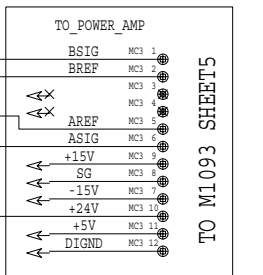 TO_POWER_AMP
BSIG MC3 1
BREF MC3 2
MC3 3
MC3 4
AREF MC3 5
ASIG MC3 6
+15V MC3 9
SG MC3 8
-15V MC3 7
+24V MC3 10
+5V MC3 11
DIGND MC3 12
TO M1093 SHEET5